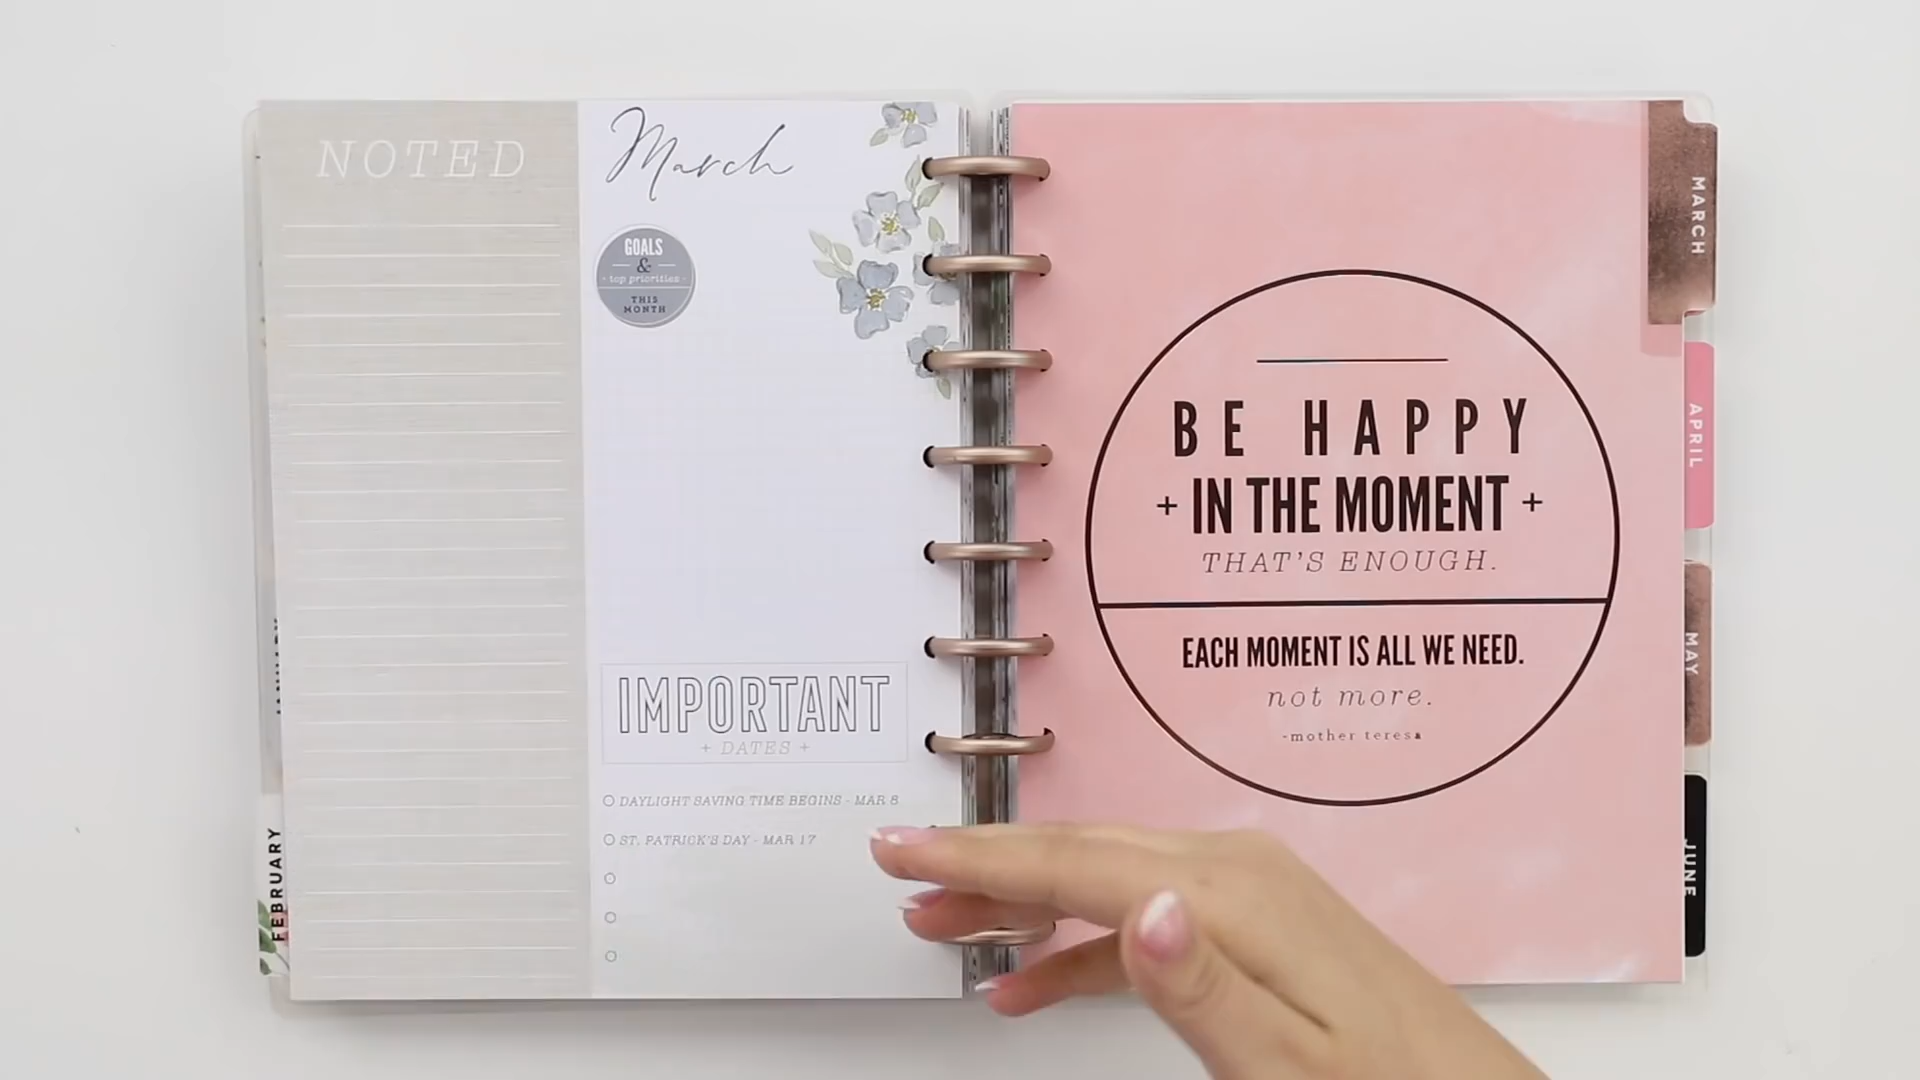 NOTED
March
GOALS
&
- top priorities -
THIS
MONTH
IMPORTANT
+ DATES +
DAYLIGHT SAVING TIME BEGINS - MAR 8
ST. PATRICK'S DAY - MAR 17
JANUARY
FEBRUARY
BE HAPPY
+ IN THE MOMENT +
THAT'S ENOUGH.
EACH MOMENT IS ALL WE NEED.
not more.
-mother teresa
MARCH
APRIL
MAY
JUNE